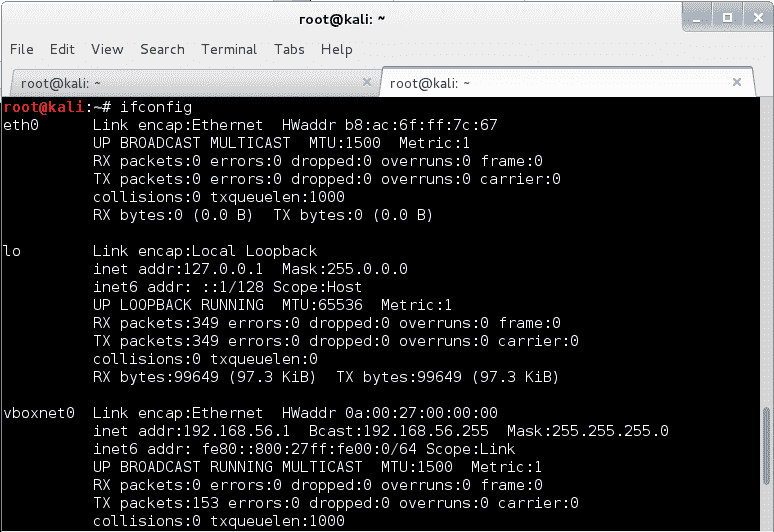 root@kali: ~
File Edit View Search Terminal Tabs Help
root@kali: ~ × root@kali: ~ ×
root@kali:~# ifconfig
eth0      Link encap:Ethernet  HWaddr b8:ac:6f:ff:7c:67
          UP BROADCAST MULTICAST  MTU:1500  Metric:1
          RX packets:0 errors:0 dropped:0 overruns:0 frame:0
          TX packets:0 errors:0 dropped:0 overruns:0 carrier:0
          collisions:0 txqueuelen:1000
          RX bytes:0 (0.0 B)  TX bytes:0 (0.0 B)
lo        Link encap:Local Loopback
          inet addr:127.0.0.1  Mask:255.0.0.0
          inet6 addr: ::1/128 Scope:Host
          UP LOOPBACK RUNNING  MTU:65536  Metric:1
          RX packets:349 errors:0 dropped:0 overruns:0 frame:0
          TX packets:349 errors:0 dropped:0 overruns:0 carrier:0
          collisions:0 txqueuelen:0
          RX bytes:99649 (97.3 KiB)  TX bytes:99649 (97.3 KiB)
vboxnet0  Link encap:Ethernet  HWaddr 0a:00:27:00:00:00
          inet addr:192.168.56.1  Bcast:192.168.56.255  Mask:255.255.255.0
          inet6 addr: fe80::800:27ff:fe00:0/64 Scope:Link
          UP BROADCAST RUNNING MULTICAST  MTU:1500  Metric:1
          RX packets:0 errors:0 dropped:0 overruns:0 frame:0
          TX packets:153 errors:0 dropped:0 overruns:0 carrier:0
          collisions:0 txqueuelen:1000